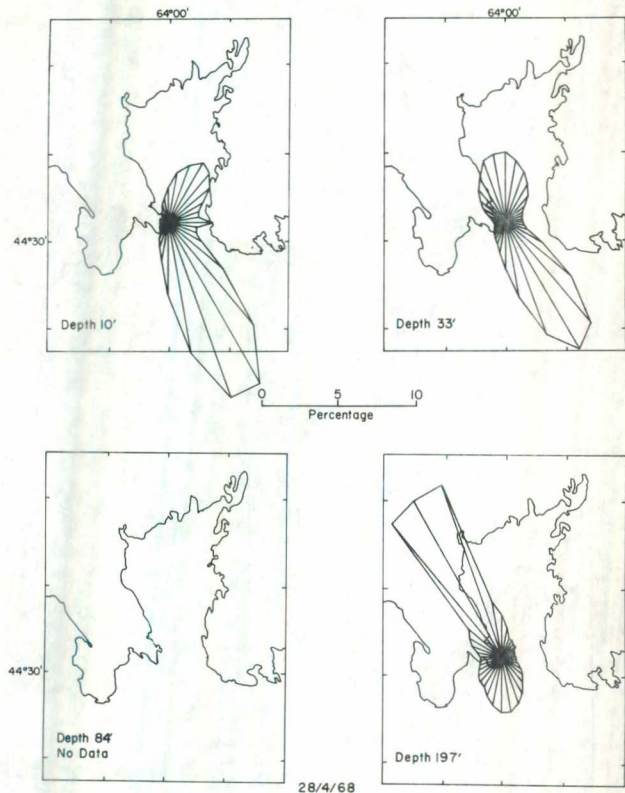 64°00'
64°00'
44°30'
Depth 10'
Depth 33'
0 5 10
Percentage
44°30'
Depth 84'
No Data
Depth 197'
28/4/68